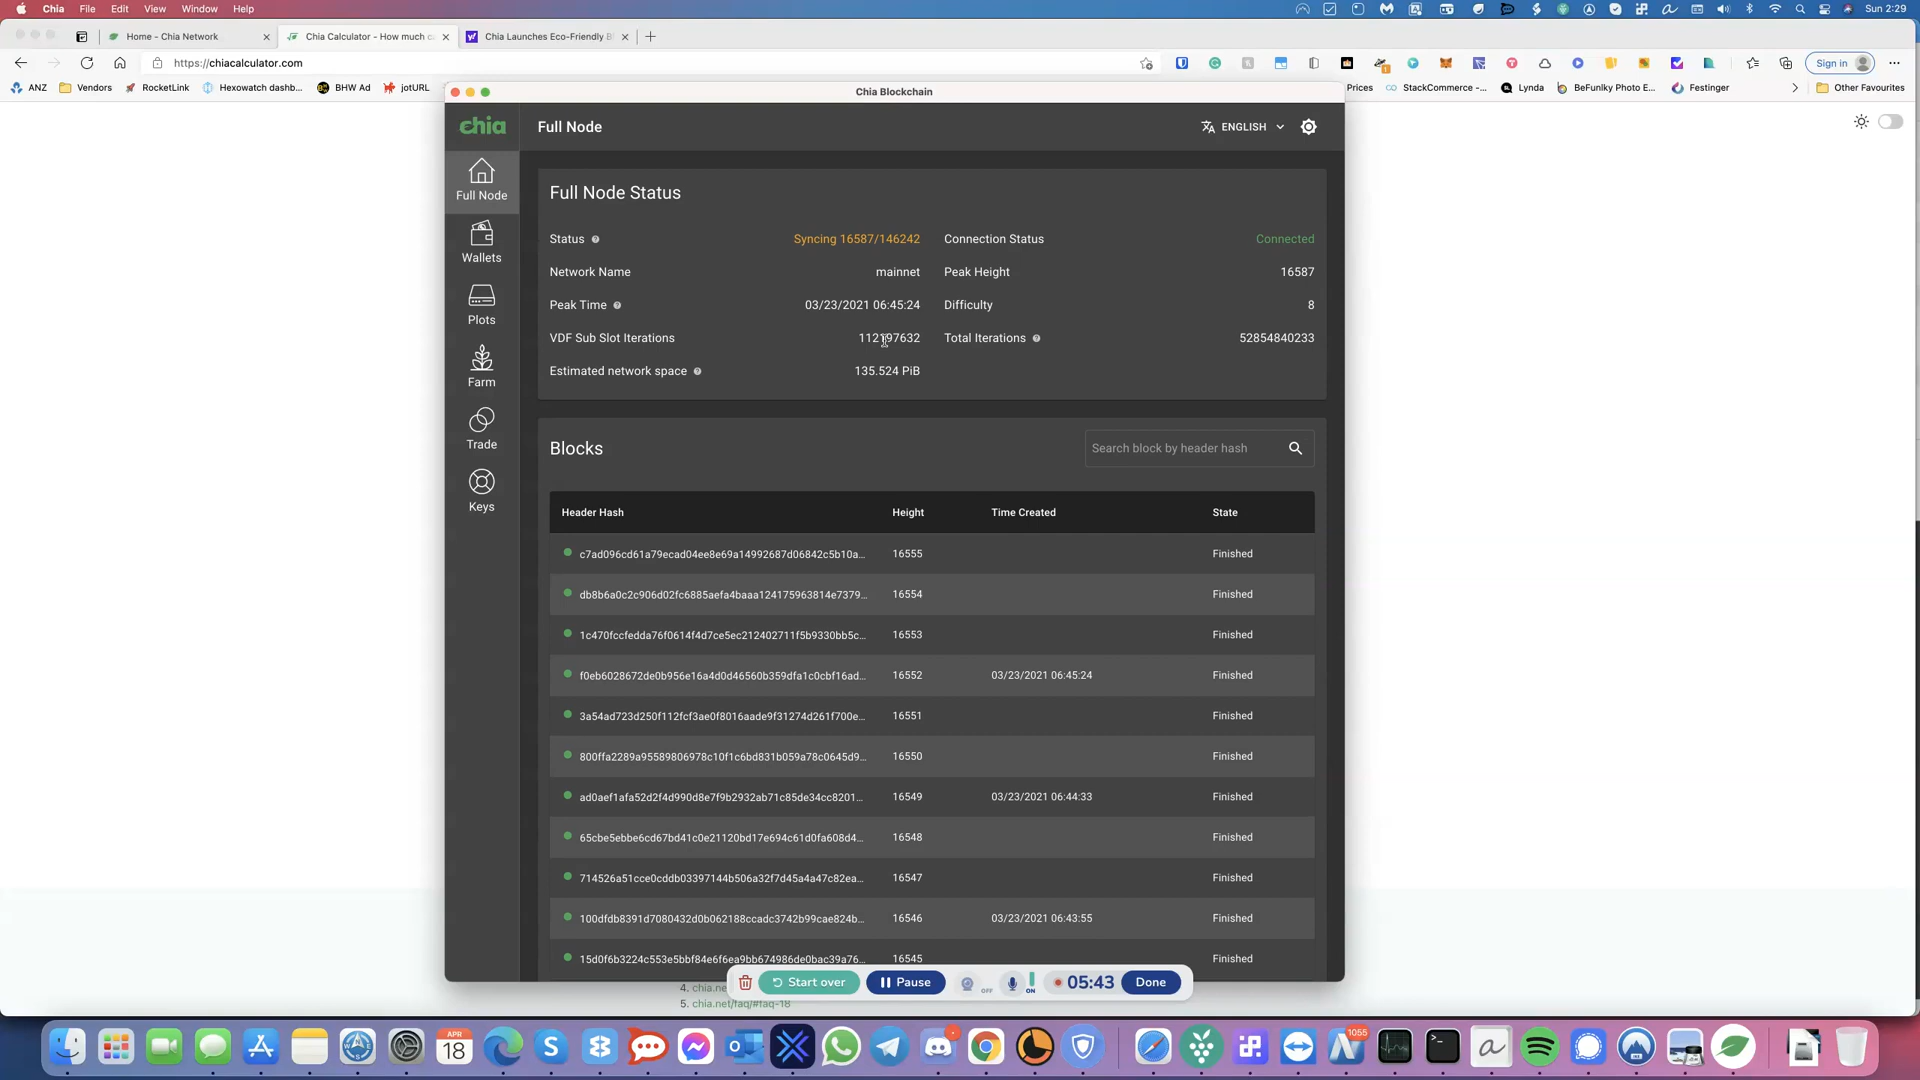 Chia File Edit View Window Help Sun 2:29
Home - Chia Network Chia Calculator - How much c Chia Launches Eco-Friendly B
https://chiacalculator.com Sign in
ANZ Vendors RocketLink Hexowatch dashb... BHW Ad jotURL Prices StackCommerce -... Lynda BeFunlky Photo E... Festinger Other Favourites
Chia Blockchain
chia Full Node ENGLISH
Full Node
Wallets
Plots
Farm
Trade
Keys
Full Node Status
Status Syncing 16587/146242 Connection Status Connected
Network Name mainnet Peak Height 16587
Peak Time 03/23/2021 06:45:24 Difficulty 8
VDF Sub Slot Iterations 112197632 Total Iterations 52854840233
Estimated network space 135.524 PiB
Blocks Search block by header hash
Header Hash Height Time Created State
c7ad096cd61a79ecad04ee8e69a14992687d06842c5b10a... 16555 Finished
db8b6a0c2c906d02fc6885aefa4baaa124175963814e7379... 16554 Finished
1c470fccfedda76f0614f4d7ce5ec212402711f5b9330bb5c... 16553 Finished
f0eb6028672de0b956e16a4d0d46560b359dfa1c0cbf16ad... 16552 03/23/2021 06:45:24 Finished
3a54ad723d250f112fcf3ae0f8016aade9f31274d261f700e... 16551 Finished
800ffa2289a95589806978c10f1c6bd831b059a78c0645d9... 16550 Finished
ad0aef1afa52d2f4d990d8e7f9b2932ab71c85de34cc8201... 16549 03/23/2021 06:44:33 Finished
65cbe5ebbe6cd67bd41c0e21120bd17e694c61d0fa608d4... 16548 Finished
714526a51cce0cddb03397144b506a32f7d45a4a47c82ea... 16547 Finished
100dfdb8391d7080432d0b062188ccadc3742b99cae824b... 16546 03/23/2021 06:43:55 Finished
15d0f6b3224c553e5bbf84e6f6ea9bb674986de0bac39a76... 16545 Finished
Start over Pause OFF ON 05:43 Done
4. chia.ne
5. chia.net/faq/#faq-18
APR
18
1055